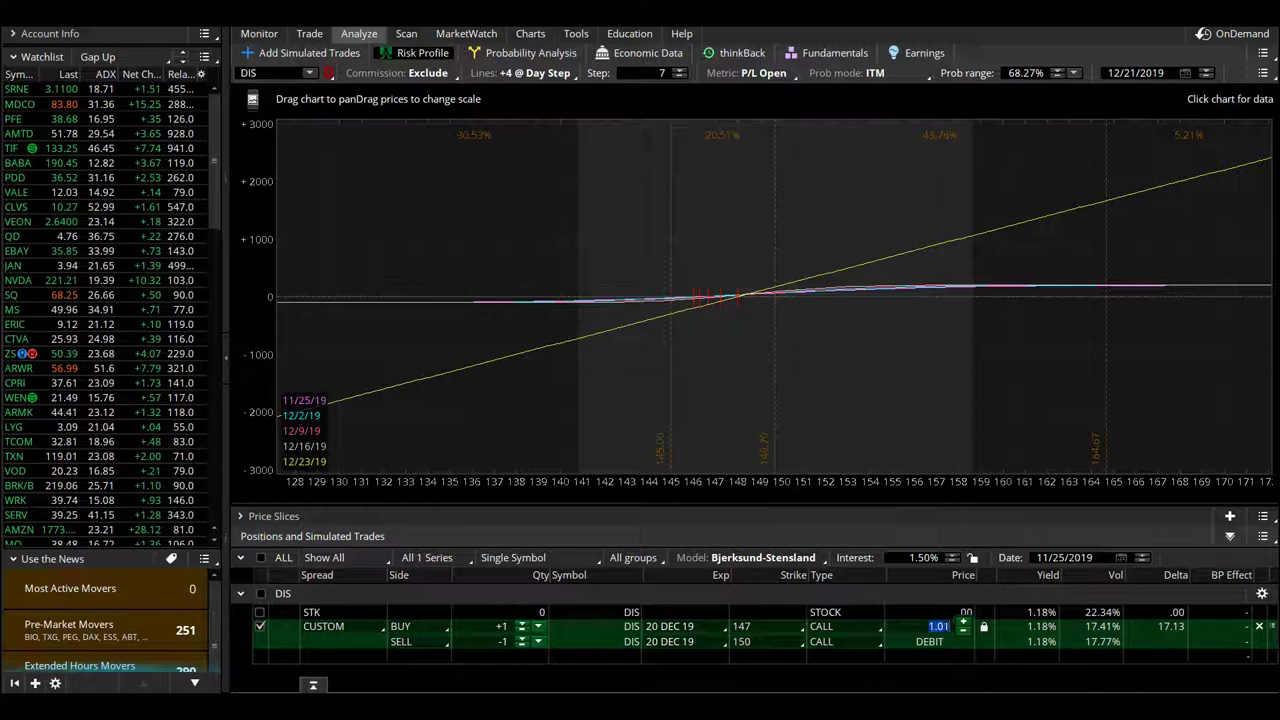 Account Info
Monitor Trade Analyze Scan MarketWatch Charts Tools Education Help OnDemand
Watchlist Gap Up
Add Simulated Trades Risk Profile Probability Analysis Economic Data thinkBack Fundamentals Earnings
Sym... Last ADX Net Ch... Rela...
DIS Commission: Exclude Lines: +4 @ Day Step Step: 7 Metric: P/L Open Prob mode: ITM Prob range: 68.27% 12/21/2019
SRNE 3.1100 18.71 +1.51 455...
MDCO 83.80 31.36 +15.25 288...
PFE 38.68 16.95 +.35 126.0
AMTD 51.78 29.54 +3.65 928.0
TIF 133.25 46.45 +7.74 941.0
BABA 190.45 12.82 +3.67 119.0
PDD 36.52 31.16 +2.53 262.0
VALE 12.03 14.92 +.14 79.0
CLVS 10.27 52.99 +1.61 547.0
VEON 2.6400 23.14 +.18 322.0
QD 4.76 36.75 +.22 276.0
EBAY 35.85 33.99 +.73 143.0
JAN 3.94 21.65 +1.39 499...
NVDA 221.21 19.39 +10.32 103.0
SQ 68.25 26.66 +.50 90.0
MS 49.96 34.91 +.71 77.0
ERIC 9.12 21.12 +.10 119.0
CTVA 25.93 24.98 +.39 116.0
ZS 50.39 23.68 +4.07 229.0
ARWR 56.99 51.6 +7.79 321.0
CPRI 37.61 23.09 +1.73 141.0
WEN 21.49 15.76 +.57 117.0
ARMK 44.41 23.12 +1.32 118.0
LYG 3.09 21.04 +.04 55.0
TCOM 32.81 18.96 +.48 83.0
TXN 119.01 23.08 +2.00 71.0
VOD 20.23 16.85 +.21 79.0
BRK/B 219.06 25.71 +1.10 90.0
WRK 39.74 15.08 +.93 146.0
SERV 39.25 41.15 +1.28 343.0
AMZN 1773.... 23.21 +28.12 81.0
Drag chart to panDrag prices to change scale Click chart for data
+ 3000
+ 2000
+ 1000
0
- 1000
- 2000
- 3000
30.53% 20.51% 43.76% 5.21%
145.00 149.70 164.67
11/25/19
12/2/19
12/9/19
12/16/19
12/23/19
128 129 130 131 132 133 134 135 136 137 138 139 140 141 142 143 144 145 146 147 148 149 150 151 152 153 154 155 156 157 158 159 160 161 162 163 164 165 166 167 168 169 170 171 17...
Use the News
Most Active Movers 0
Pre-Market Movers 251
BIO, TXG, PEG, DAX, ESS, ABT, ...
Extended Hours Movers 290
Price Slices
Positions and Simulated Trades
ALL Show All All 1 Series Single Symbol All groups Model: Bjerksund-Stensland Interest: 1.50% Date: 11/25/2019
Spread Side Qty Symbol Exp Strike Type Price Yield Vol Delta BP Effect
DIS
STK 0 DIS STOCK .00 1.18% 22.34% .00 -
CUSTOM BUY +1 DIS 20 DEC 19 147 CALL 1.01 1.18% 17.41% 17.13 -
SELL -1 DIS 20 DEC 19 150 CALL DEBIT 1.18% 17.77%